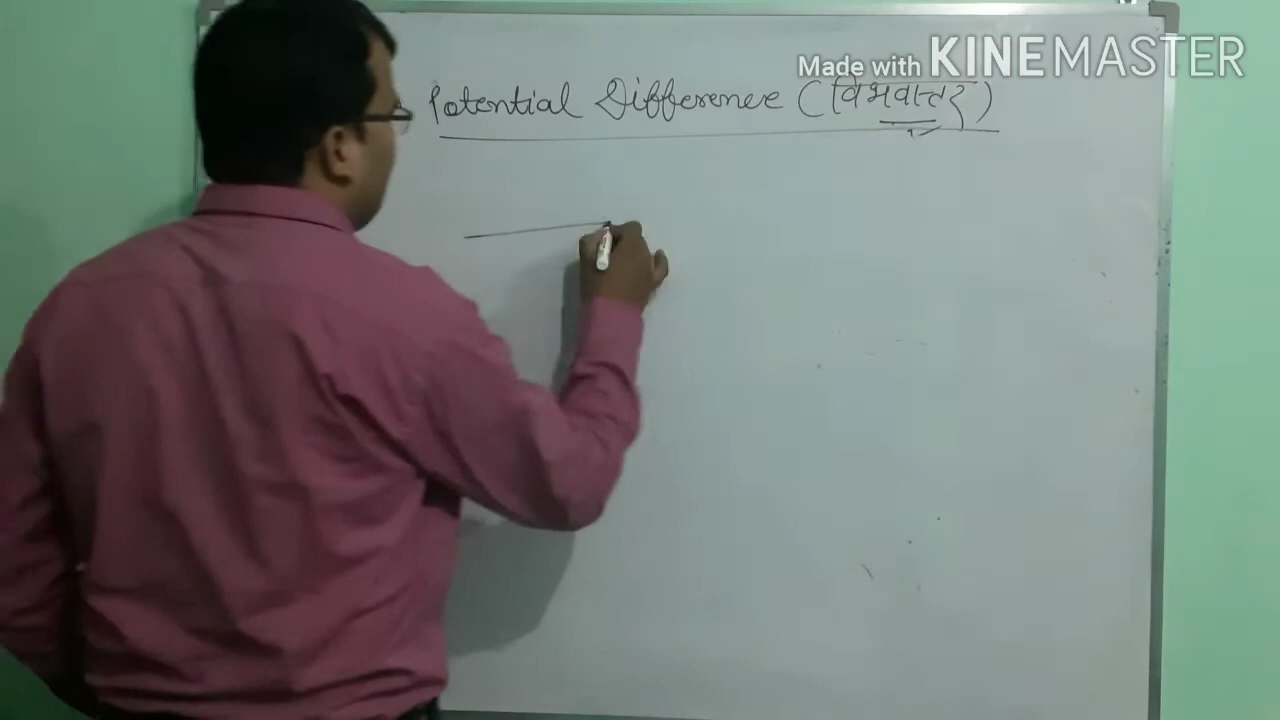 Made with KINEMASTER
Potential Difference (विभवान्तर)